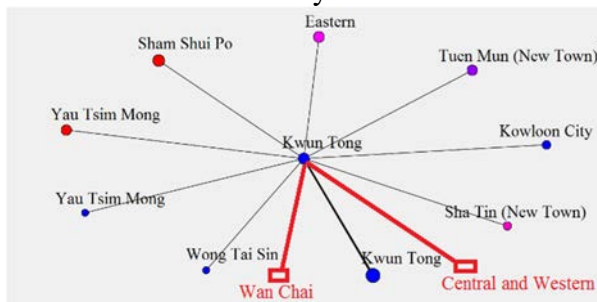 Eastern
Sham Shui Po
Tuen Mun (New Town)
Yau Tsim Mong
Kwun Tong
Kowloon City
Yau Tsim Mong
Sha Tin (New Town)
Wong Tai Sin
Kwun Tong
Wan Chai
Central and Western